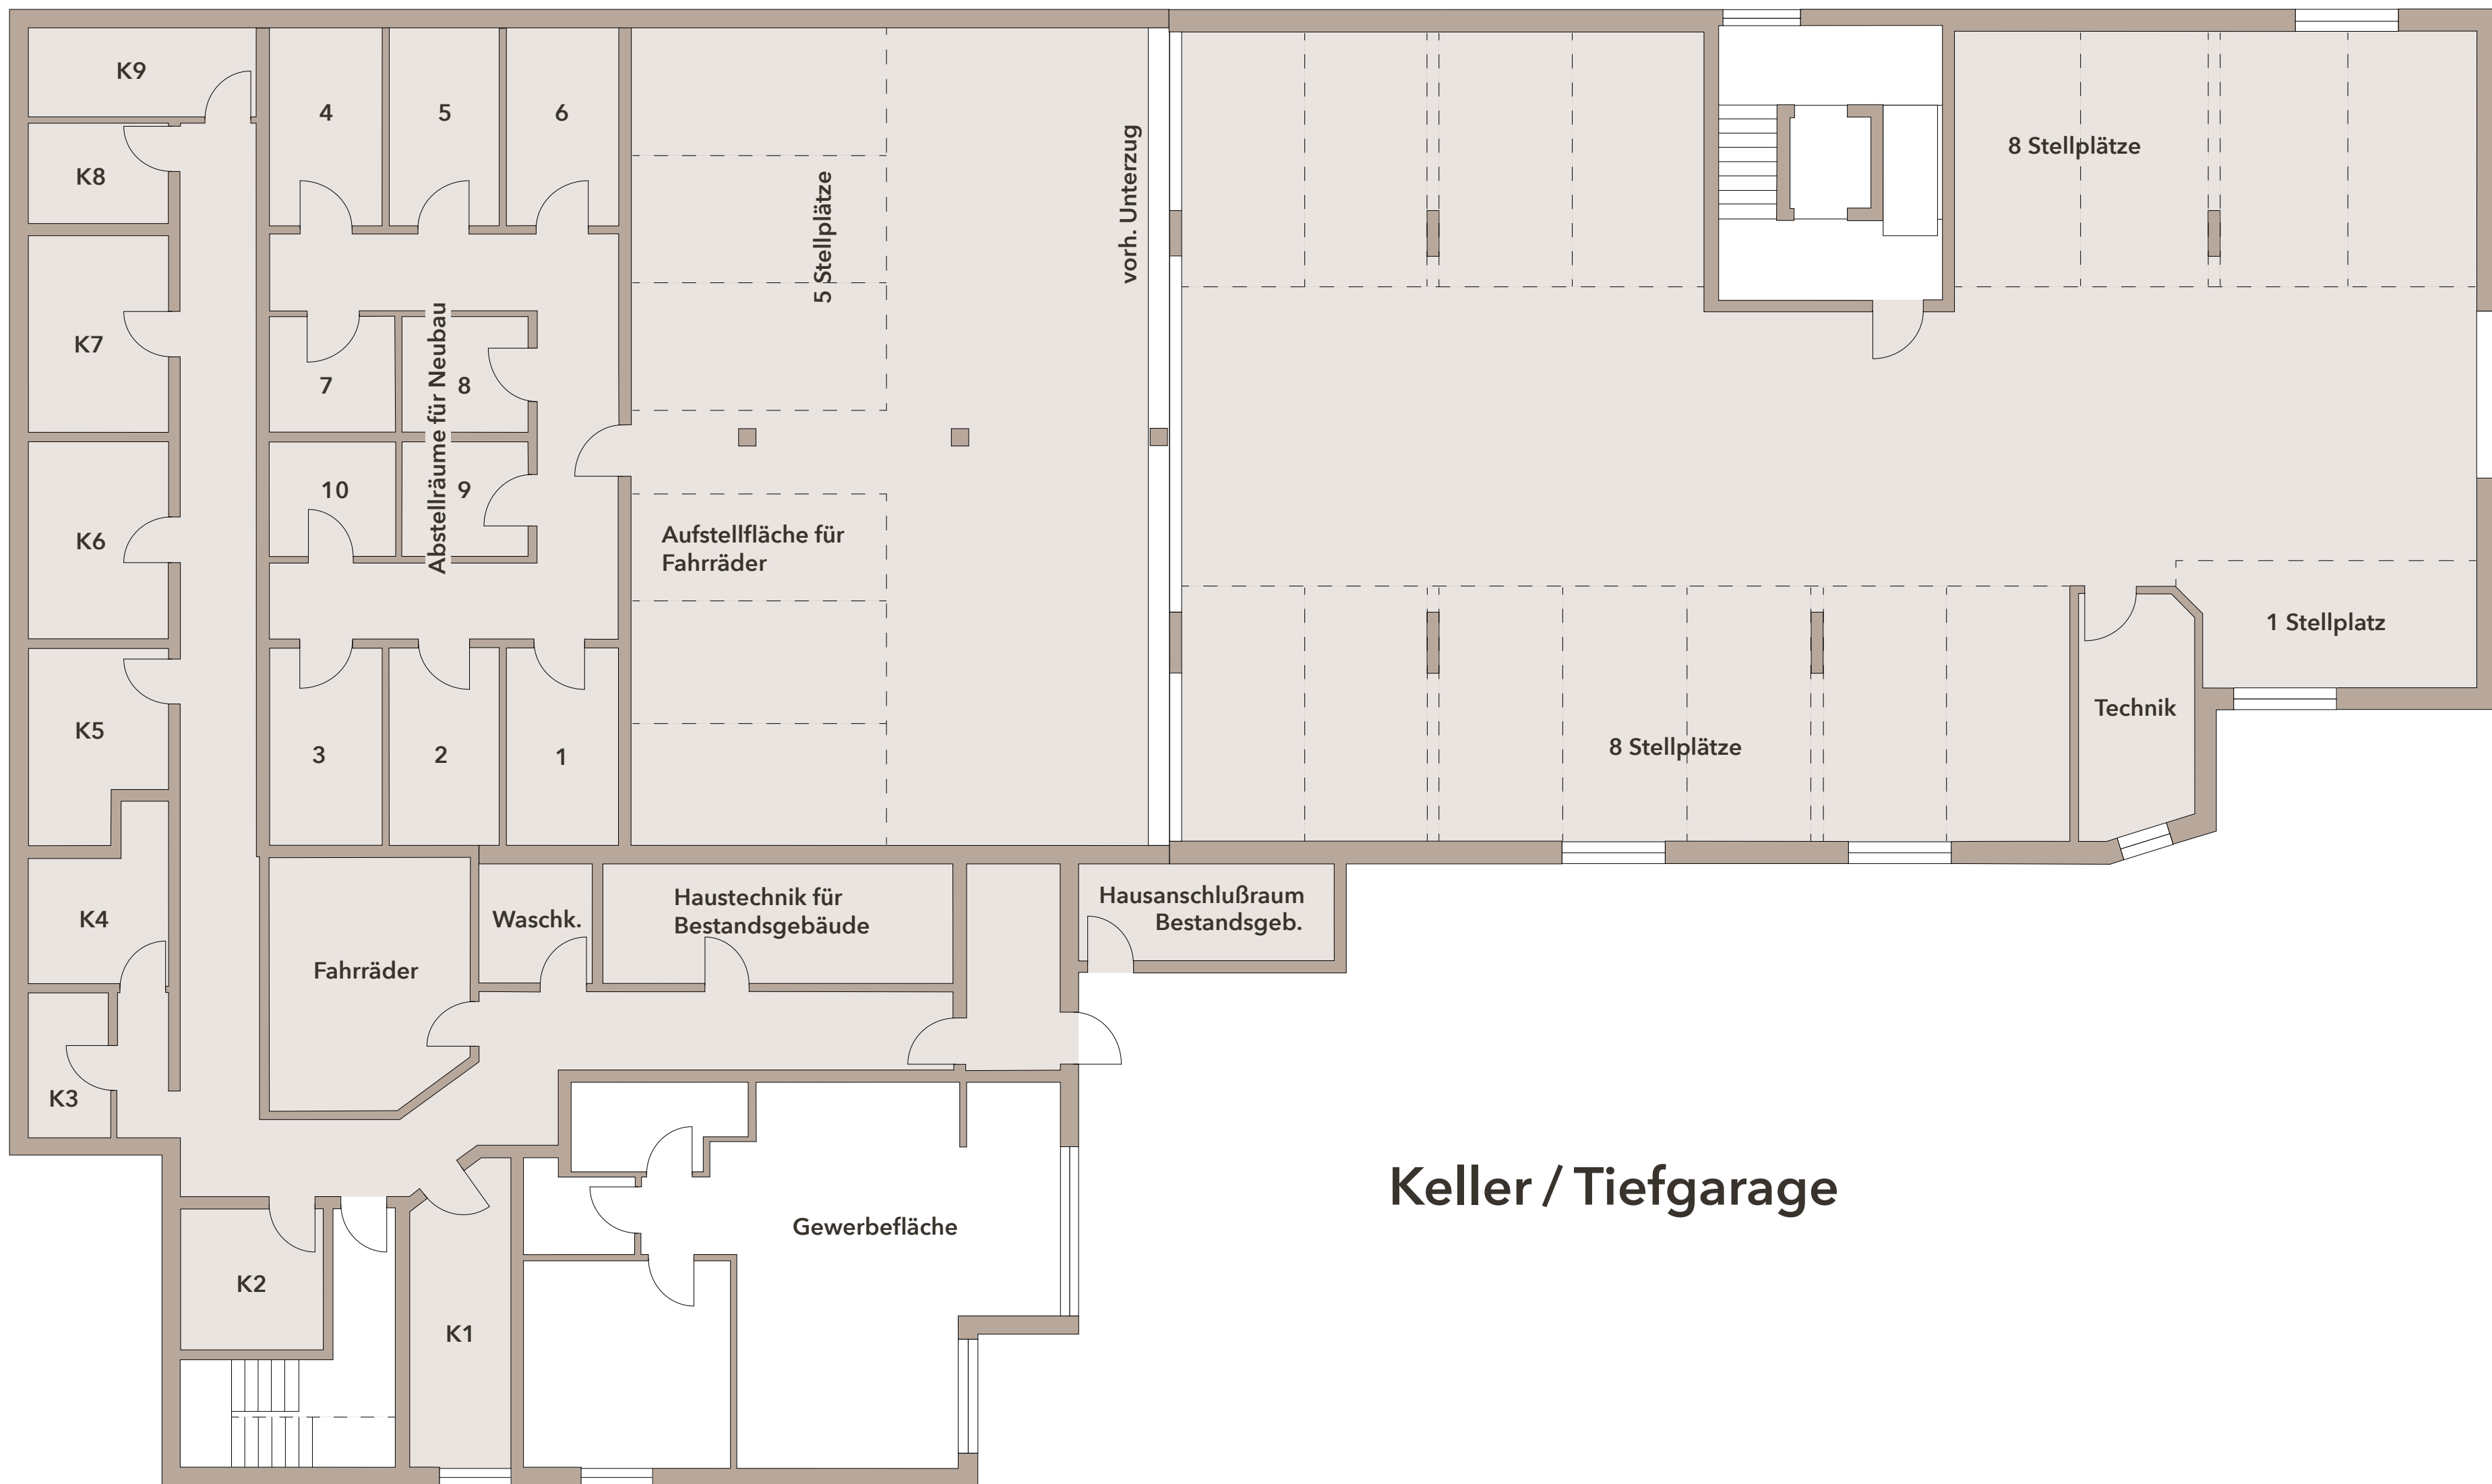 K9
4
5
6
K8
8 Stellplätze
5 Stellplätze
vorh. Unterzug
K7
7
8
Abstellräume für Neubau
10
9
K6
Aufstellfläche für
Fahrräder
1 Stellplatz
K5
3
2
1
8 Stellplätze
Technik
K4
Waschk.
Haustechnik für
Bestandsgebäude
Hausanschlußraum
Bestandsgeb.
Fahrräder
K3
Keller / Tiefgarage
Gewerbefläche
K2
K1